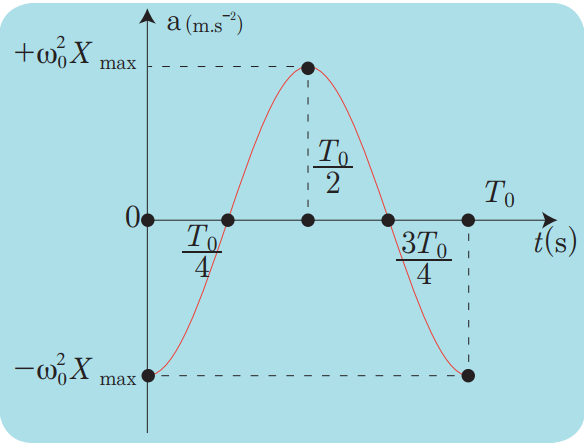 a (m.s⁻²)
+ω₀²X max
T₀/2
T₀
0
t(s)
T₀/4
3T₀/4
−ω₀²X max